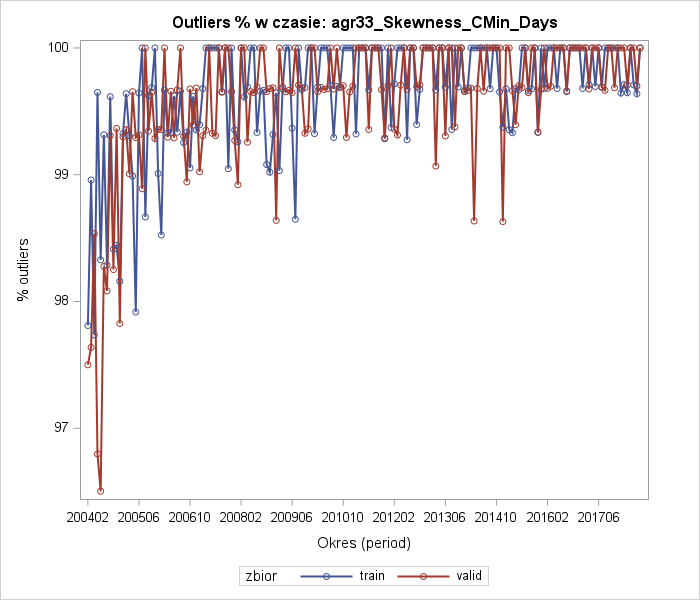 Outliers % w czasie: agr33_Skewness_CMin_Days
100
99
98
97
% outliers
200402 200506 200610 200802 200906 201010 201202 201306 201410 201602 201706
Okres (period)
zbior train valid